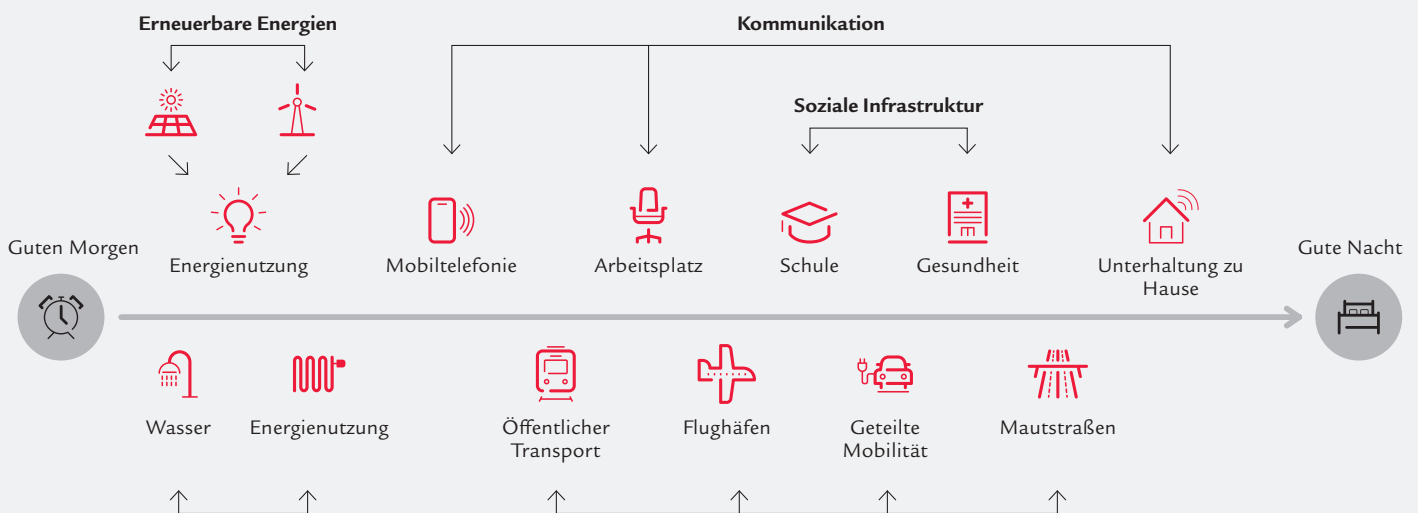 Erneuerbare Energien
Kommunikation
Soziale Infrastruktur
Guten Morgen
Energienutzung
Mobiltelefonie
Arbeitsplatz
Schule
Gesundheit
Unterhaltung zu
Hause
Gute Nacht
Wasser
Energienutzung
Öffentlicher
Transport
Flughäfen
Geteilte
Mobilität
Mautstraßen